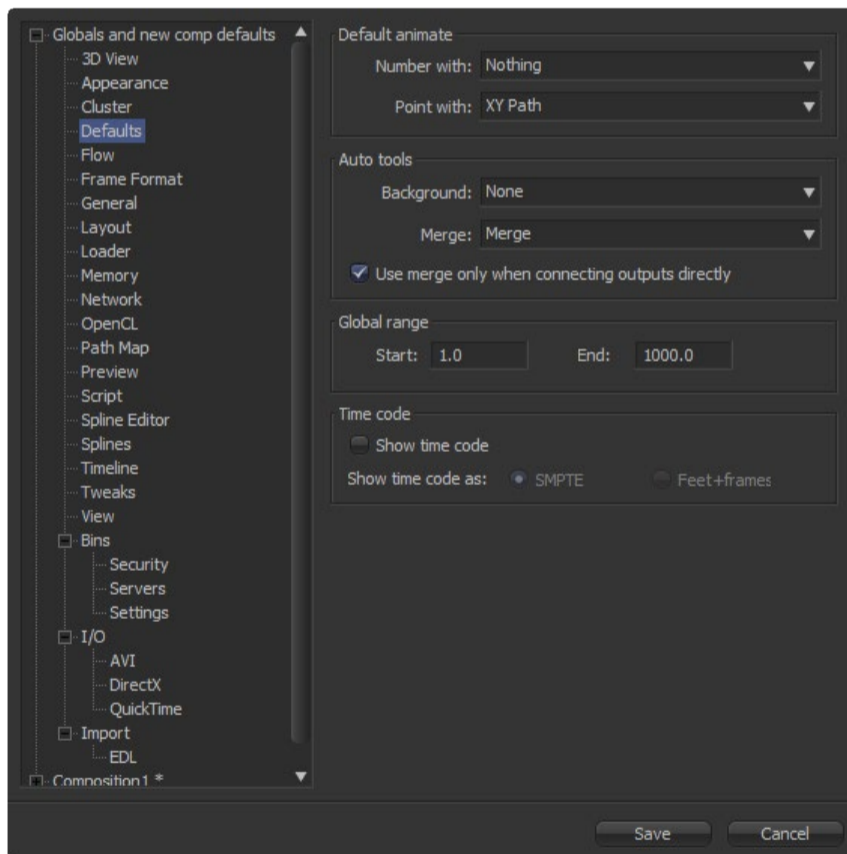 Globals and new comp defaults
3D View
Appearance
Cluster
Defaults
Flow
Frame Format
General
Layout
Loader
Memory
Network
OpenCL
Path Map
Preview
Script
Spline Editor
Splines
Timeline
Tweaks
View
Bins
Security
Servers
Settings
I/O
AVI
DirectX
QuickTime
Import
EDL
Composition1 *
Default animate
Number with: Nothing
Point with: XY Path
Auto tools
Background: None
Merge: Merge
Use merge only when connecting outputs directly
Global range
Start: 1.0 End: 1000.0
Time code
Show time code
Show time code as: SMPTE Feet+frames
Save Cancel